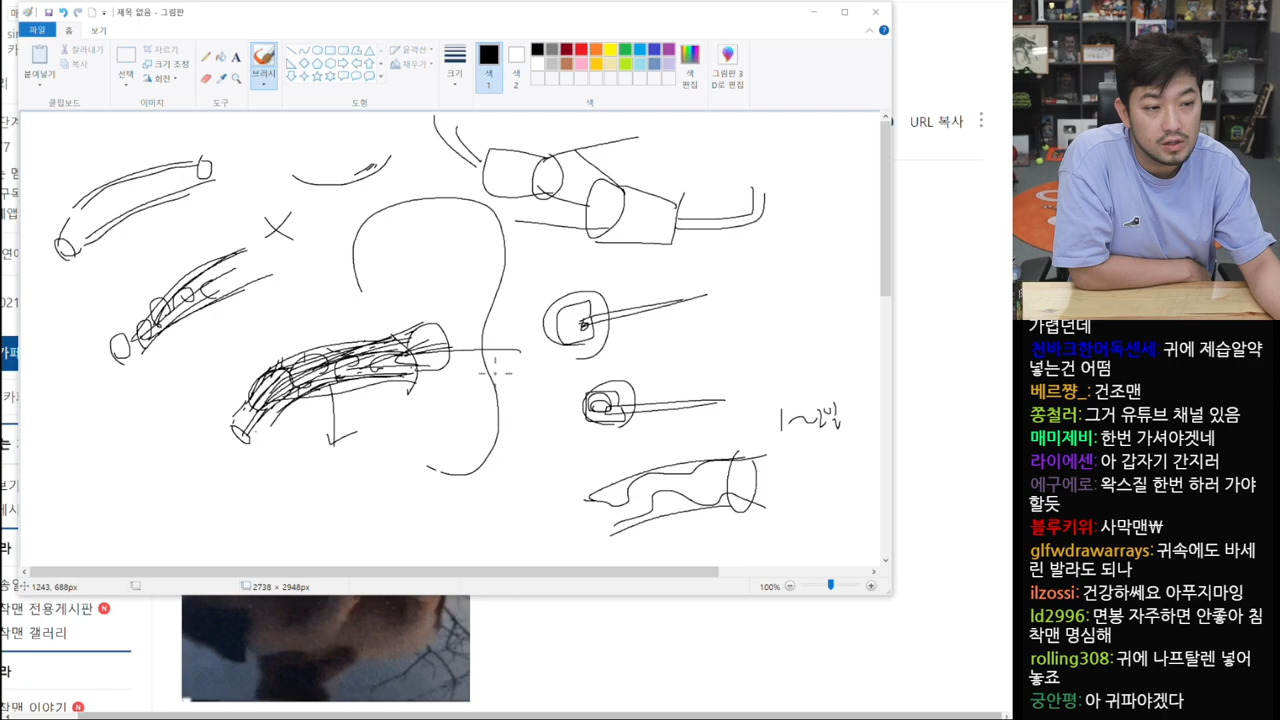 제목 없음 - 그림판
파일
홈
보기
붙여넣기
잘라내기
복사
클립보드
선택
자르기
크기 조정
회전
이미지
A
도구
브러시
윤곽선
채우기
도형
크기
색
1
색
2
색
편집
색
그림판 3
D로 편집
URL 복사
1~2밀
1243, 688px
2738 × 2948px
100%
착맨 전용게시판 N
착맨 갤러리
라
착맨 이야기 N
가렵던데
천바크한머독센세: 귀에 제습알약
넣는건 어떰
베르쨩_: 건조맨
쫑철러: 그거 유튜브 채널 있음
매미제비: 한번 가셔야겟네
라이에센: 아 갑자기 간지러
에구에로: 왁스질 한번 하러 가야
할듯
블루키위: 사막맨₩
glfwdrawarrays: 귀속에도 바세
린 발라도 되나
ilzossi: 건강하쎄요 아푸지마잉
ld2996: 면봉 자주하면 안좋아 침
착맨 명심해
rolling308: 귀에 나프탈렌 넣어
놓죠
궁안평: 아 귀파야겠다